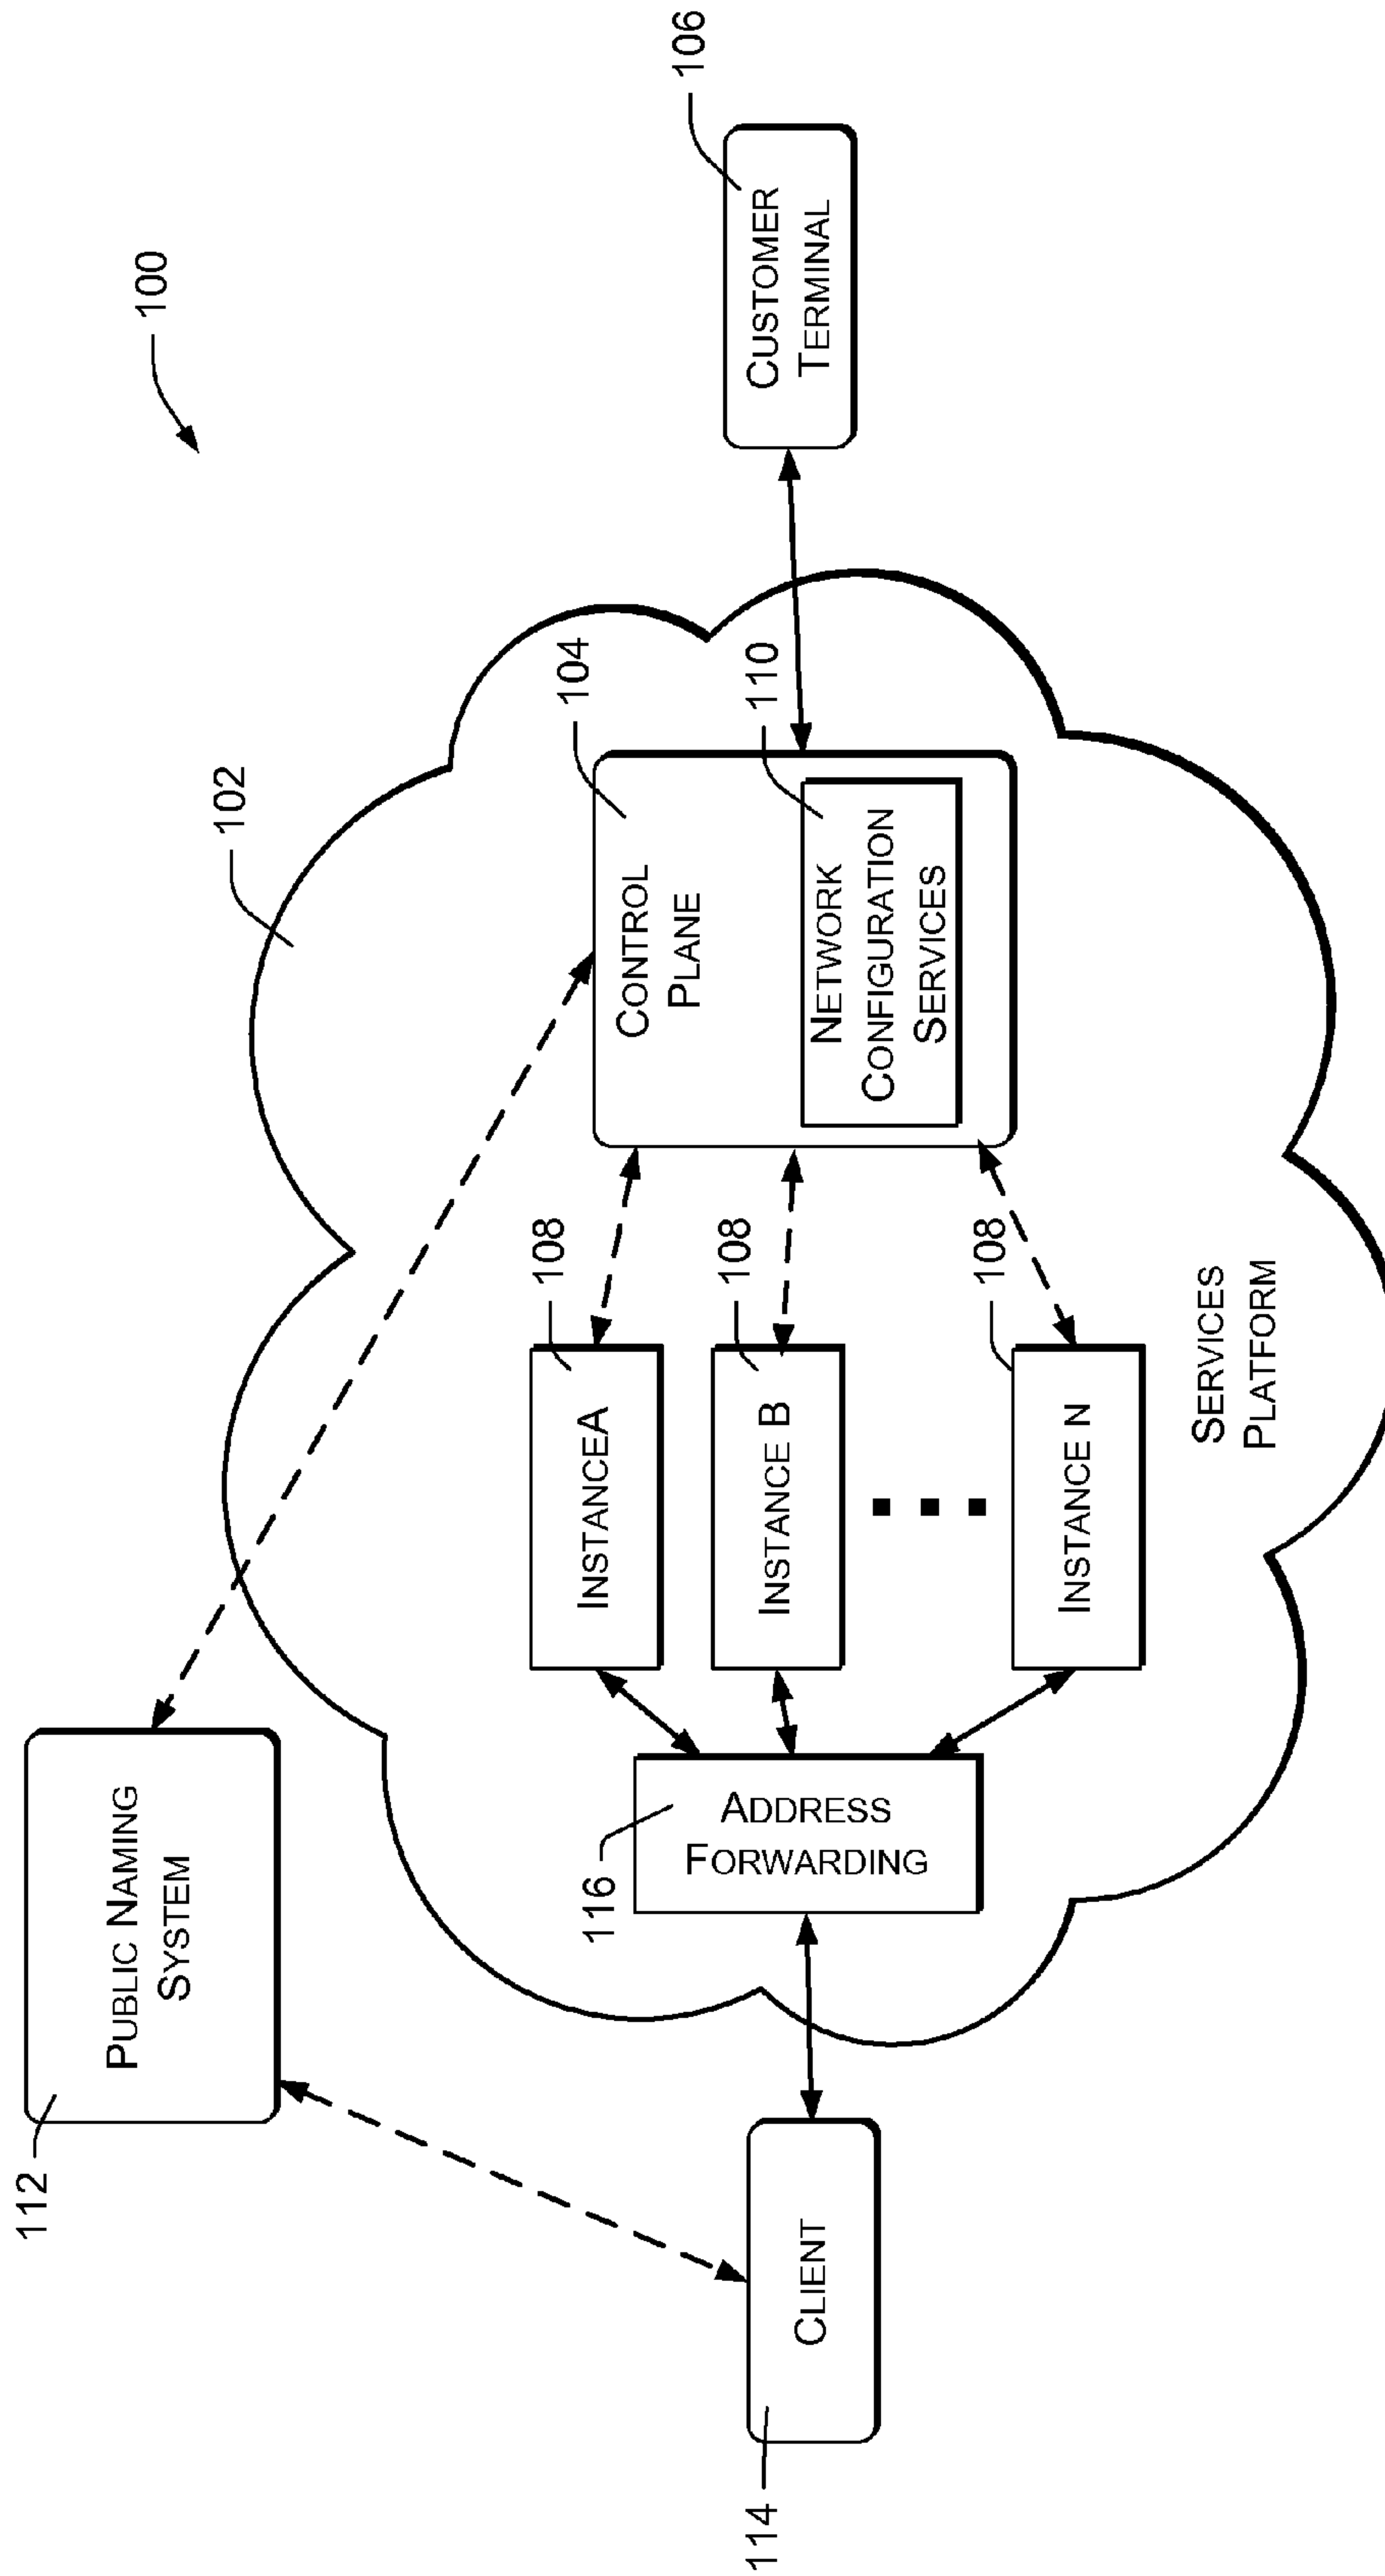 100
112
PUBLIC NAMING
SYSTEM
102
104
CONTROL
PLANE
110
NETWORK
CONFIGURATION
SERVICES
106
CUSTOMER
TERMINAL
108
INSTANCEA
108
INSTANCE B
108
INSTANCE N
116
ADDRESS
FORWARDING
114
CLIENT
SERVICES
PLATFORM